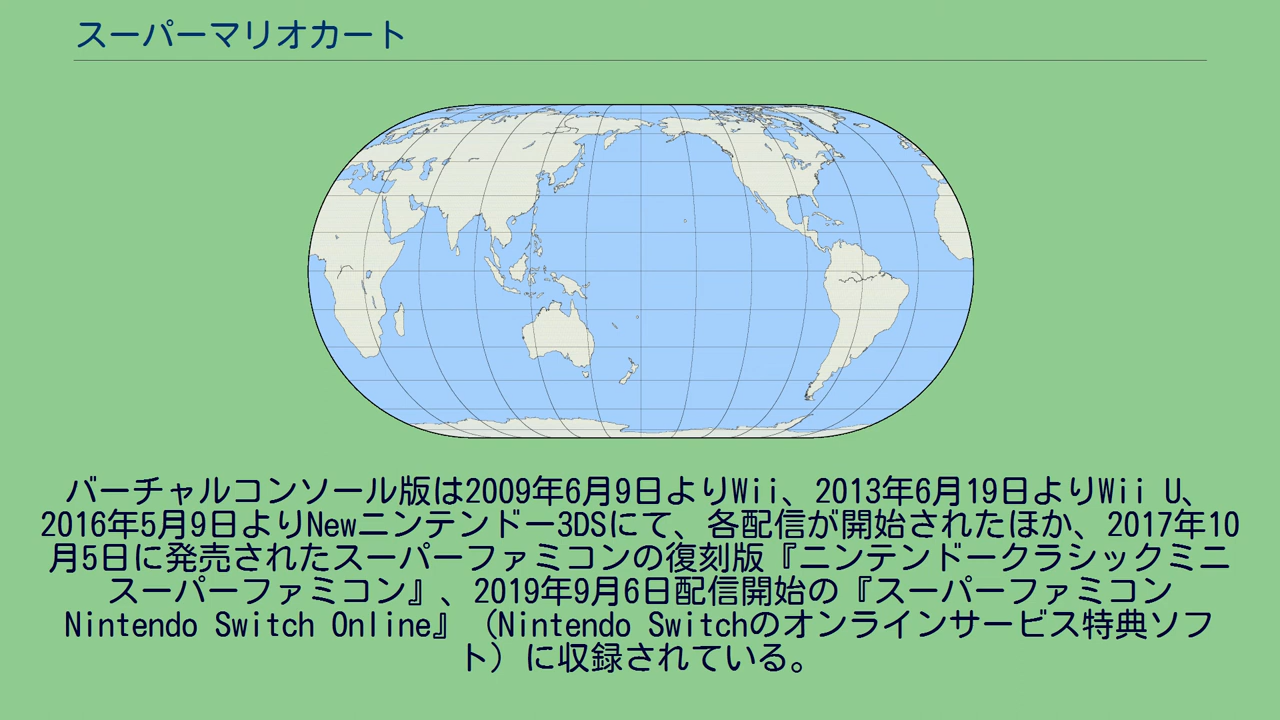 スーパーマリオカート
バーチャルコンソール版は2009年6月9日よりWii、2013年6月19日よりWii U、
2016年5月9日よりNewニンテンドー3DSにて、各配信が開始されたほか、2017年10
月5日に発売されたスーパーファミコンの復刻版『ニンテンドークラシックミニ
スーパーファミコン』、2019年9月6日配信開始の『スーパーファミコン
Nintendo Switch Online』（Nintendo Switchのオンラインサービス特典ソフ
ト）に収録されている。